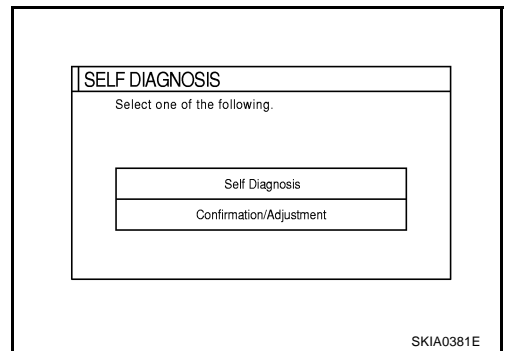 SELF DIAGNOSIS
Select one of the following.
Self Diagnosis
Confirmation/Adjustment
SKIA0381E